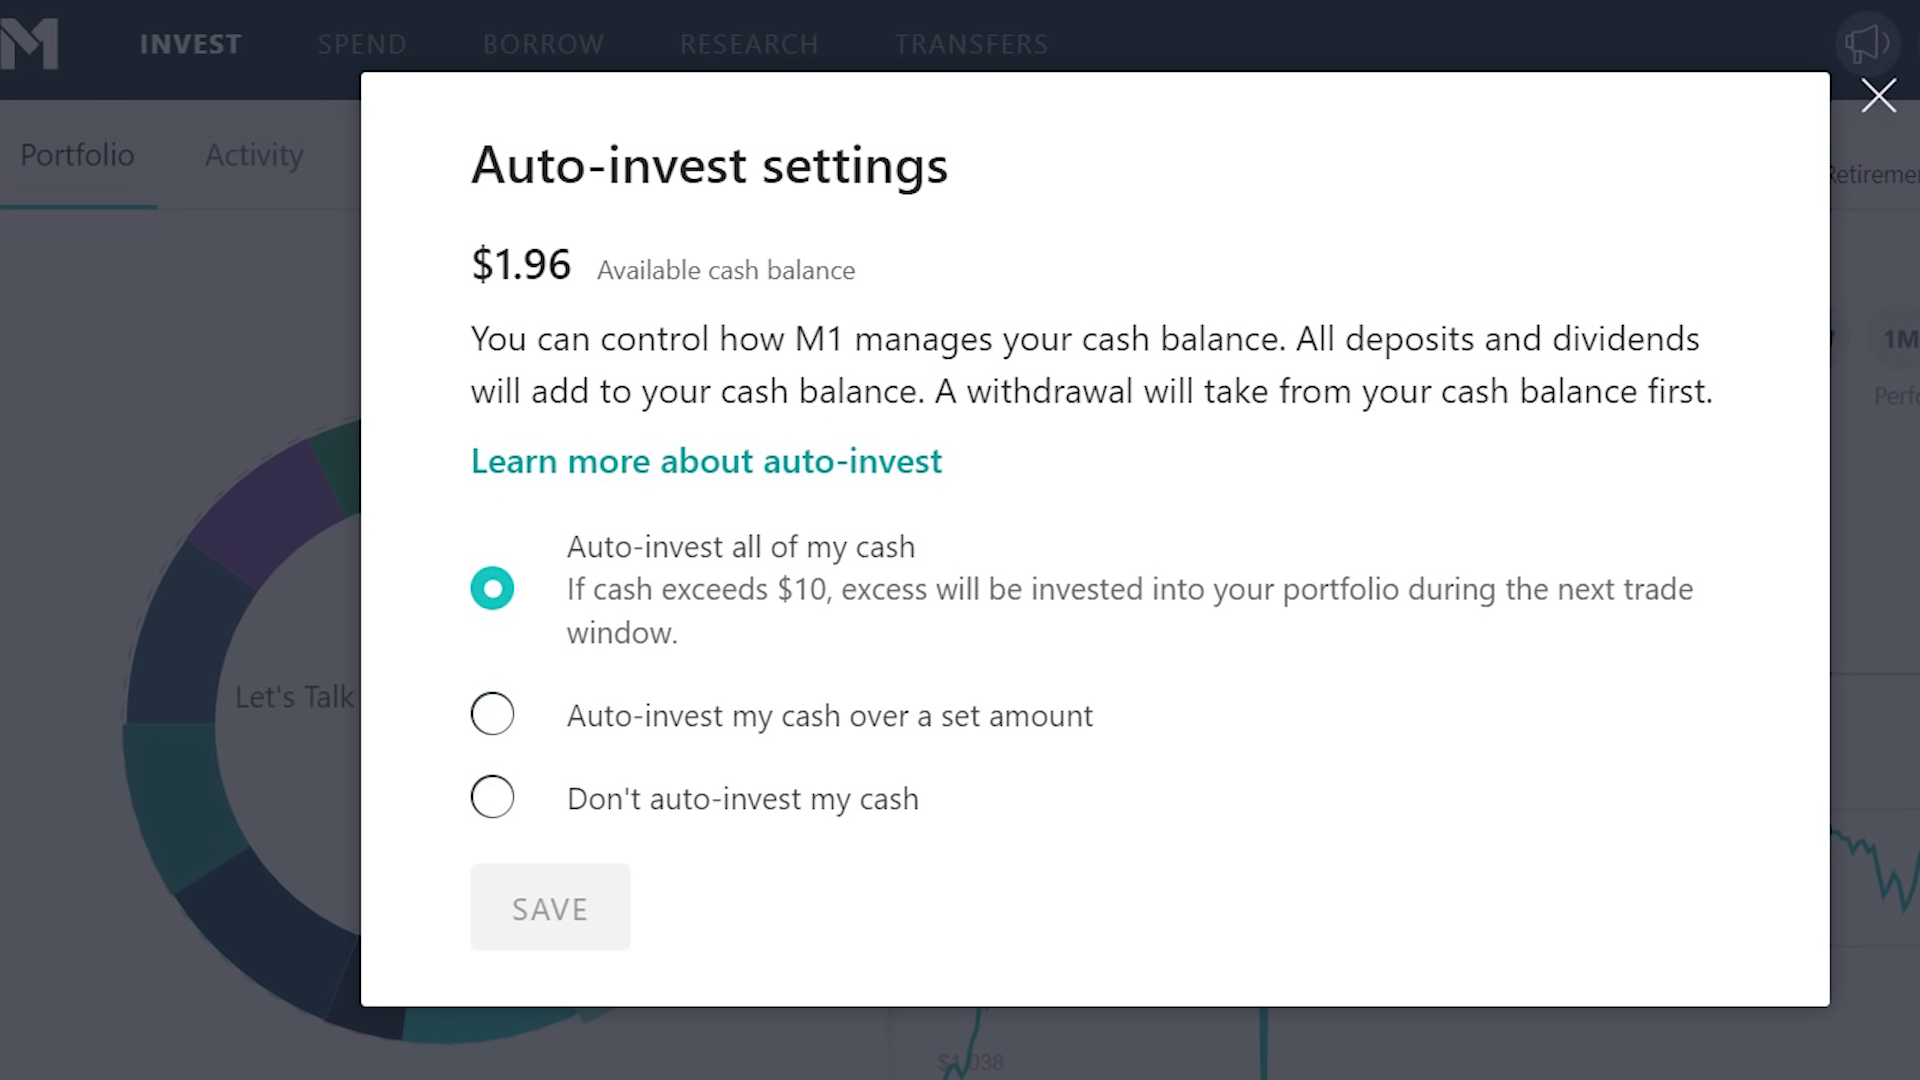 INVEST SPEND BORROW RESEARCH TRANSFERS
Portfolio Activity
Auto-invest settings
$1.96 Available cash balance
You can control how M1 manages your cash balance. All deposits and dividends
will add to your cash balance. A withdrawal will take from your cash balance first.
Learn more about auto-invest
Auto-invest all of my cash
If cash exceeds $10, excess will be invested into your portfolio during the next trade
window.
Auto-invest my cash over a set amount
Don't auto-invest my cash
SAVE
Let's Talk
1M